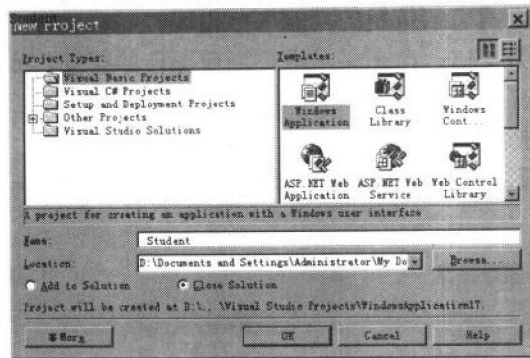 Student
New Project
Project Types:
Templates:
Visual Basic Projects
Visual C# Projects
Setup and Deployment Projects
Other Projects
Visual Studio Solutions
Windows Application
Class Library
Windows Cont...
ASP.NET Web Application
ASP.NET Web Service
Web Control Library
A project for creating an application with a Windows user interface
Name:
Student
Location:
D:\Documents and Settings\Administrator\My Do
Browse...
Add to Solution
Close Solution
Project will be created at D:\..\Visual Studio Projects\WindowsApplication17.
More
OK
Cancel
Help